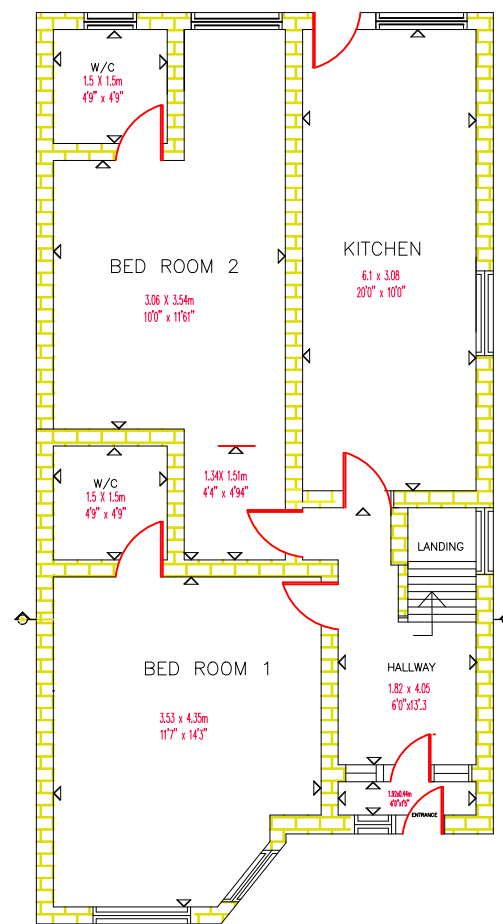 W/C
1.5 X 1.5m
4'9" x 4'9"
BED ROOM 2
3.06 X 3.54m
10'0" x 11'61"
KITCHEN
6.1 x 3.08
20'0" x 10'0"
W/C
1.5 X 1.5m
4'9" x 4'9"
1.34X 1.51m
4'4" x 4'94"
LANDING
BED ROOM 1
3.53 x 4.35m
11'7" x 14'3"
HALLWAY
1.82 x 4.05
6'0"x13'.3
1.92x0.44m
ENTRANCE